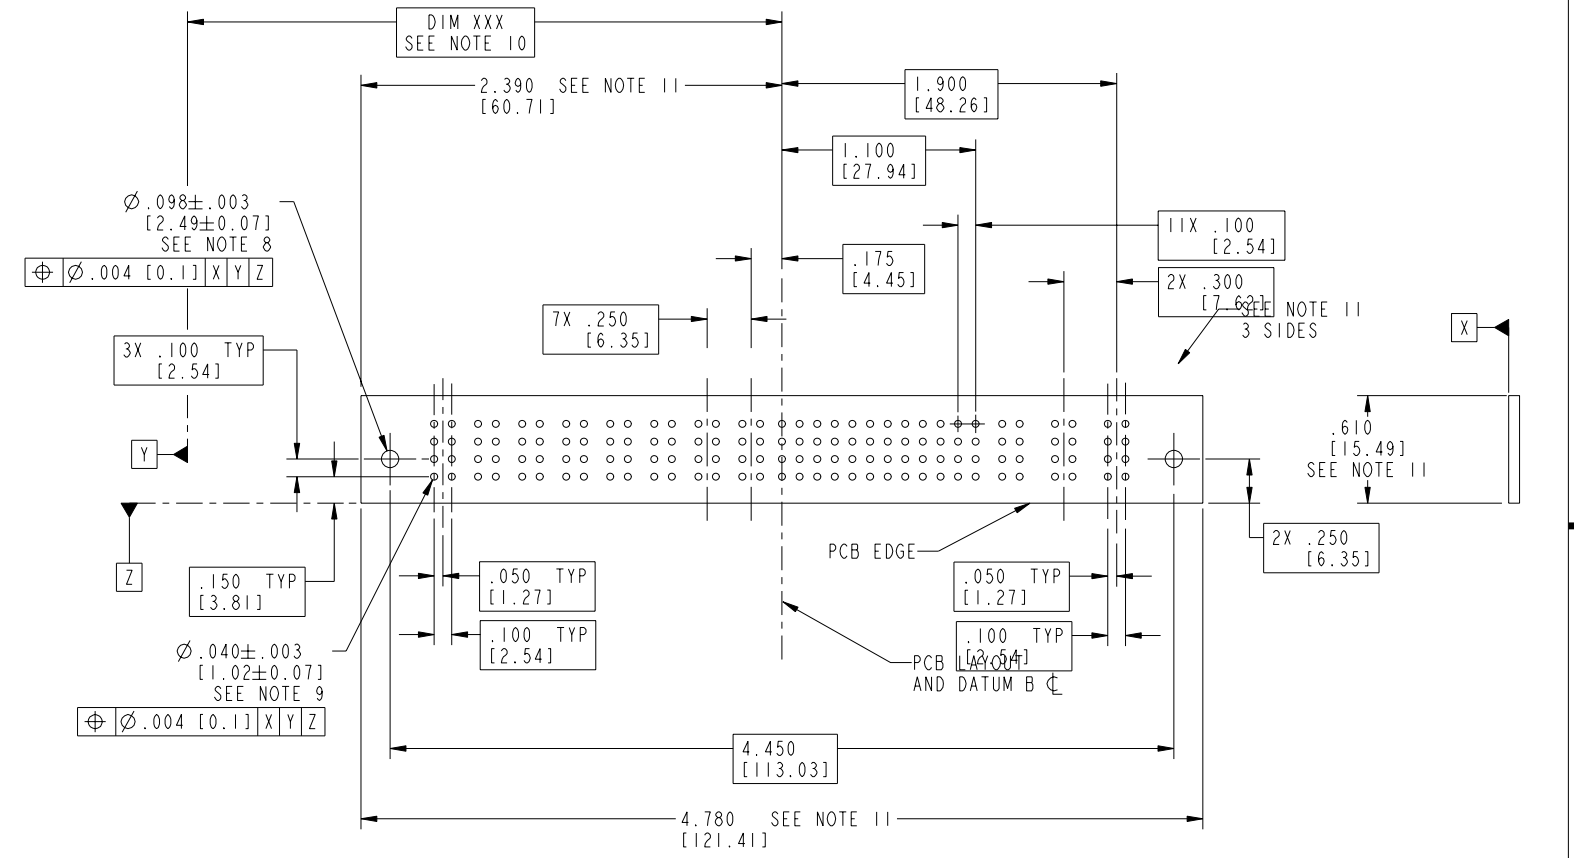 DIM XXX
SEE NOTE 10
2.390 SEE NOTE 11
[60.71]
1.900
[48.26]
1.100
[27.94]
Ø.098±.003
[2.49±0.07]
SEE NOTE 8
⌖ Ø.004 [0.1] X Y Z
11X .100
[2.54]
.175
[4.45]
2X .300
[7.62]
SEE NOTE 11
3 SIDES
7X .250
[6.35]
X
3X .100 TYP
[2.54]
Y
.610
[15.49]
SEE NOTE 11
Z
PCB EDGE
2X .250
[6.35]
.150 TYP
[3.81]
.050 TYP
[1.27]
.050 TYP
[1.27]
.100 TYP
[2.54]
.100 TYP
[2.54]
Ø.040±.003
[1.02±0.07]
SEE NOTE 9
⌖ Ø.004 [0.1] X Y Z
PCB LAYOUT
AND DATUM B ℄
4.450
[113.03]
4.780 SEE NOTE 11
[121.41]